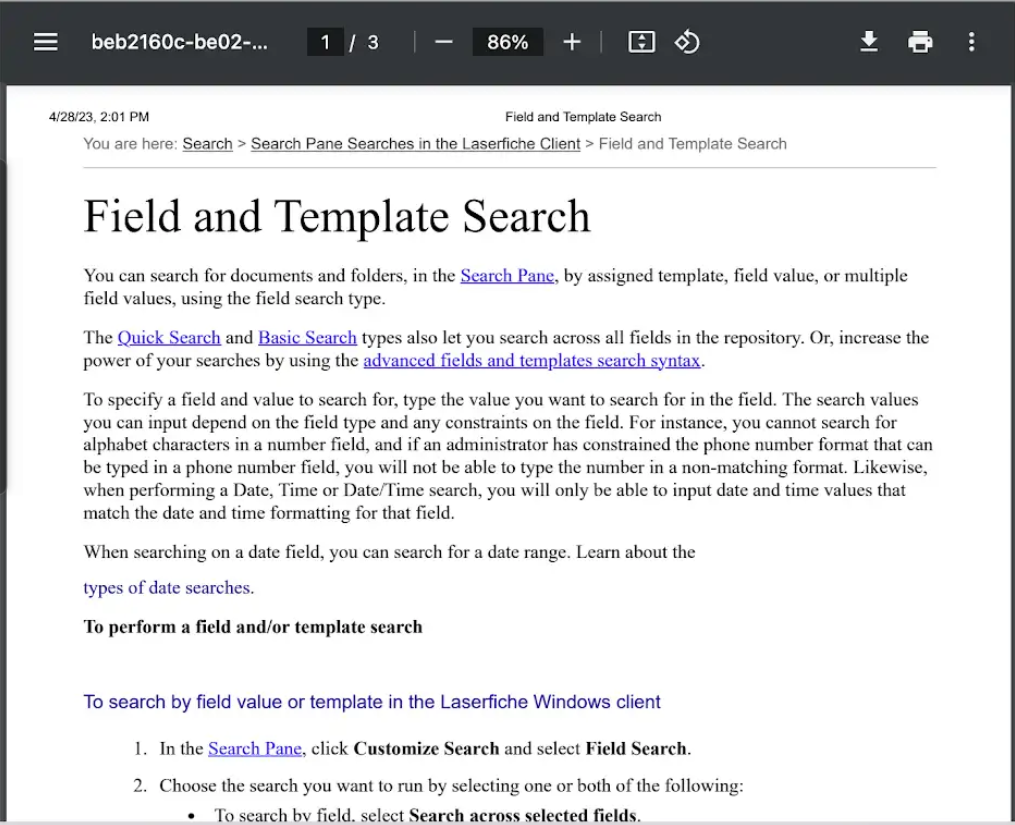 beb2160c-be02-... 1 / 3 86%
4/28/23, 2:01 PM Field and Template Search
You are here: Search > Search Pane Searches in the Laserfiche Client > Field and Template Search
Field and Template Search
You can search for documents and folders, in the Search Pane, by assigned template, field value, or multiple
field values, using the field search type.
The Quick Search and Basic Search types also let you search across all fields in the repository. Or, increase the
power of your searches by using the advanced fields and templates search syntax.
To specify a field and value to search for, type the value you want to search for in the field. The search values
you can input depend on the field type and any constraints on the field. For instance, you cannot search for
alphabet characters in a number field, and if an administrator has constrained the phone number format that can
be typed in a phone number field, you will not be able to type the number in a non-matching format. Likewise,
when performing a Date, Time or Date/Time search, you will only be able to input date and time values that
match the date and time formatting for that field.
When searching on a date field, you can search for a date range. Learn about the
types of date searches.
To perform a field and/or template search
To search by field value or template in the Laserfiche Windows client
1. In the Search Pane, click Customize Search and select Field Search.
2. Choose the search you want to run by selecting one or both of the following:
• To search by field, select Search across selected fields.